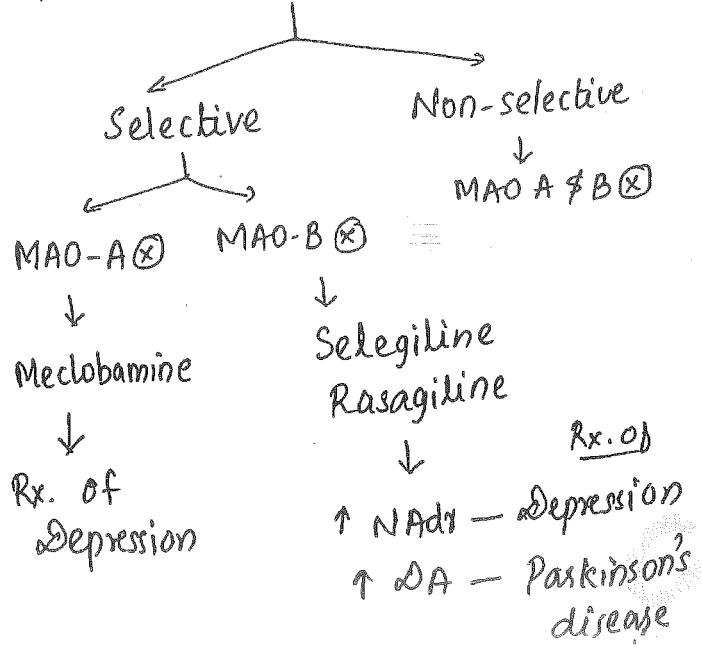 Selective
Non-selective
MAO A & B ⓧ
MAO-A ⓧ
MAO-B ⓧ
Meclobamine
Selegiline
Rasagiline
Rx. of
Depression
Rx. of
↑ NAdr — Depression
↑ DA — Parkinson's
disease